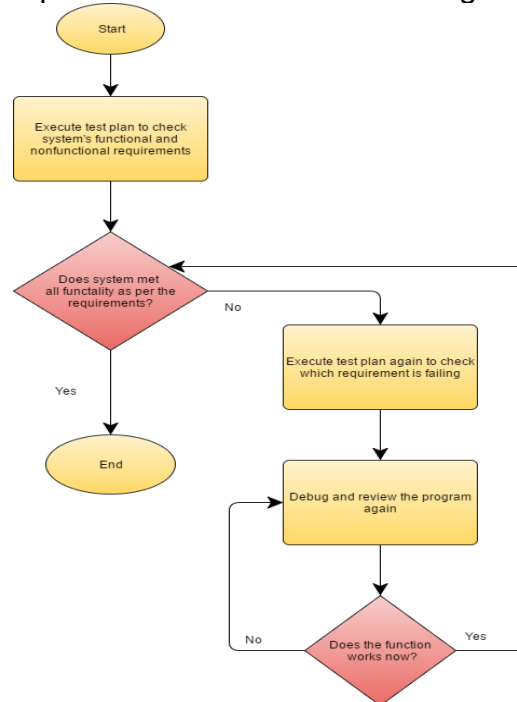 Start
Execute test plan to check
system's functional and
nonfunctional requirements
Does system met
all functality as per the
requirements?
No
Yes
Execute test plan again to check
which requirement is failing
End
Debug and review the program
again
No
Does the function
works now?
Yes